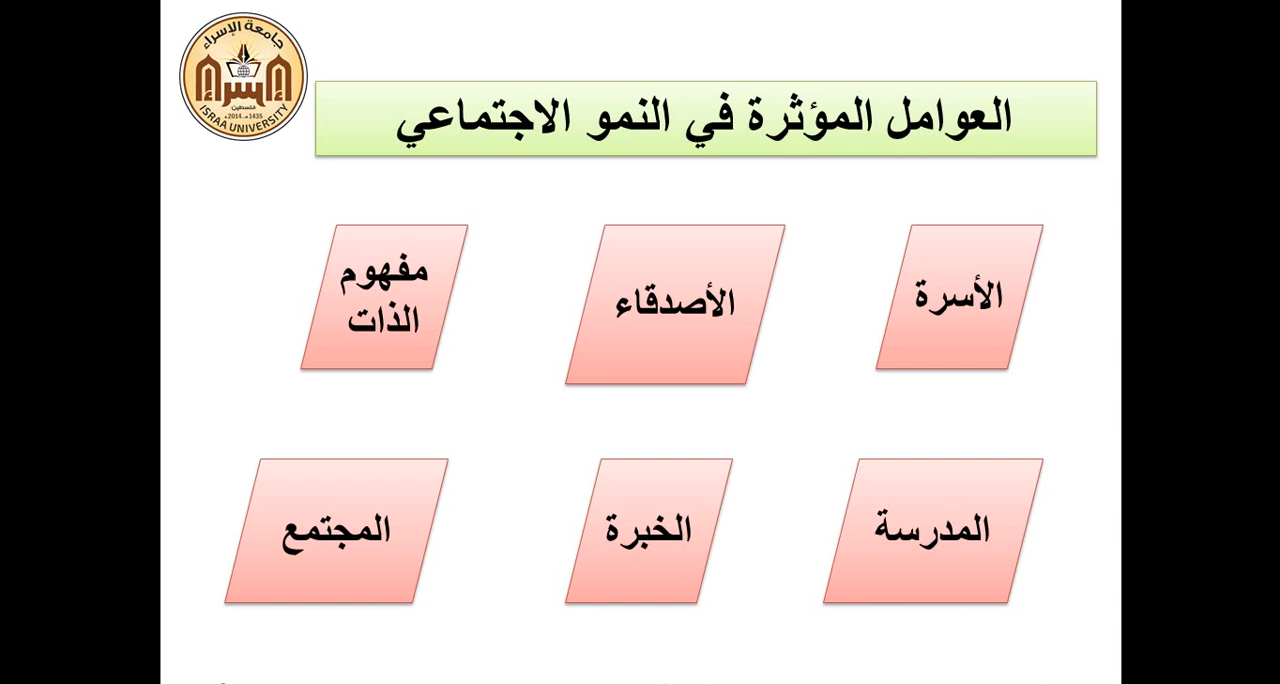 جامعة الإسراء
الإسراء
فلسطين
2014م-1435هـ
ISRAA UNIVERSITY
العوامل المؤثرة في النمو الاجتماعي
الأسرة
الأصدقاء
مفهوم
الذات
المدرسة
الخبرة
المجتمع